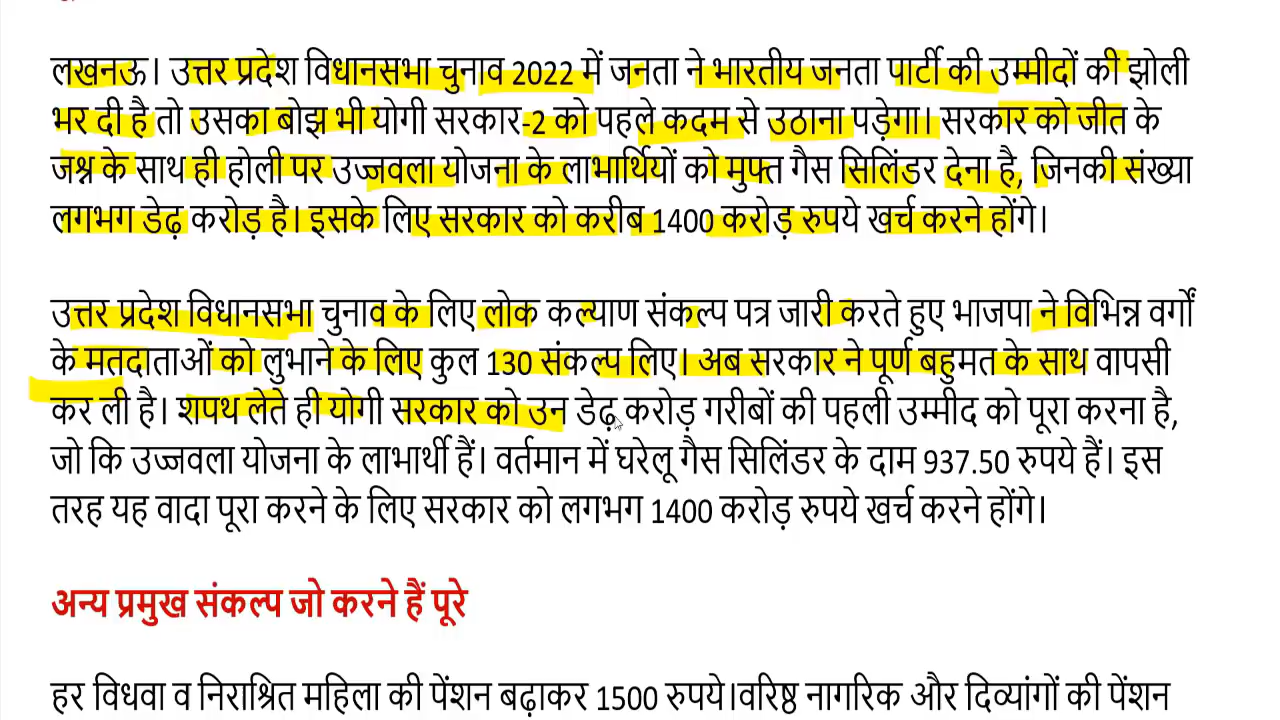 लखनऊ। उत्तर प्रदेश विधानसभा चुनाव 2022 में जनता ने भारतीय जनता पार्टी की उम्मीदों की झोली
भर दी है तो उसका बोझ भी योगी सरकार-2 को पहले कदम से उठाना पड़ेगा। सरकार को जीत के
जश्न के साथ ही होली पर उज्जवला योजना के लाभार्थियों को मुफ्त गैस सिलिंडर देना है, जिनकी संख्या
लगभग डेढ़ करोड़ है। इसके लिए सरकार को करीब 1400 करोड़ रुपये खर्च करने होंगे।
उत्तर प्रदेश विधानसभा चुनाव के लिए लोक कल्याण संकल्प पत्र जारी करते हुए भाजपा ने विभिन्न वर्गों
के मतदाताओं को लुभाने के लिए कुल 130 संकल्प लिए। अब सरकार ने पूर्ण बहुमत के साथ वापसी
कर ली है। शपथ लेते ही योगी सरकार को उन डेढ़ करोड़ गरीबों की पहली उम्मीद को पूरा करना है,
जो कि उज्जवला योजना के लाभार्थी हैं। वर्तमान में घरेलू गैस सिलिंडर के दाम 937.50 रुपये हैं। इस
तरह यह वादा पूरा करने के लिए सरकार को लगभग 1400 करोड़ रुपये खर्च करने होंगे।
अन्य प्रमुख संकल्प जो करने हैं पूरे
हर विधवा व निराश्रित महिला की पेंशन बढ़ाकर 1500 रुपये।वरिष्ठ नागरिक और दिव्यांगों की पेंशन